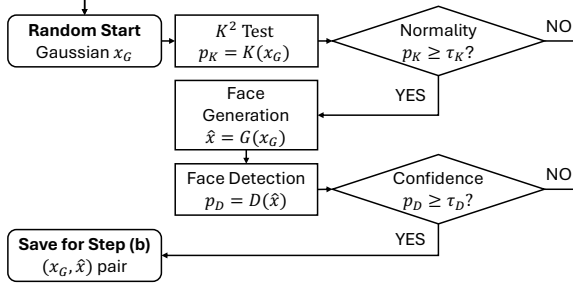 Random Start
Gaussian x_G
K² Test
p_K = K(x_G)
Normality
p_K ≥ τ_K?
NO
YES
Face
Generation
x̂ = G(x_G)
Face Detection
p_D = D(x̂)
Confidence
p_D ≥ τ_D?
NO
YES
Save for Step (b)
(x_G, x̂) pair